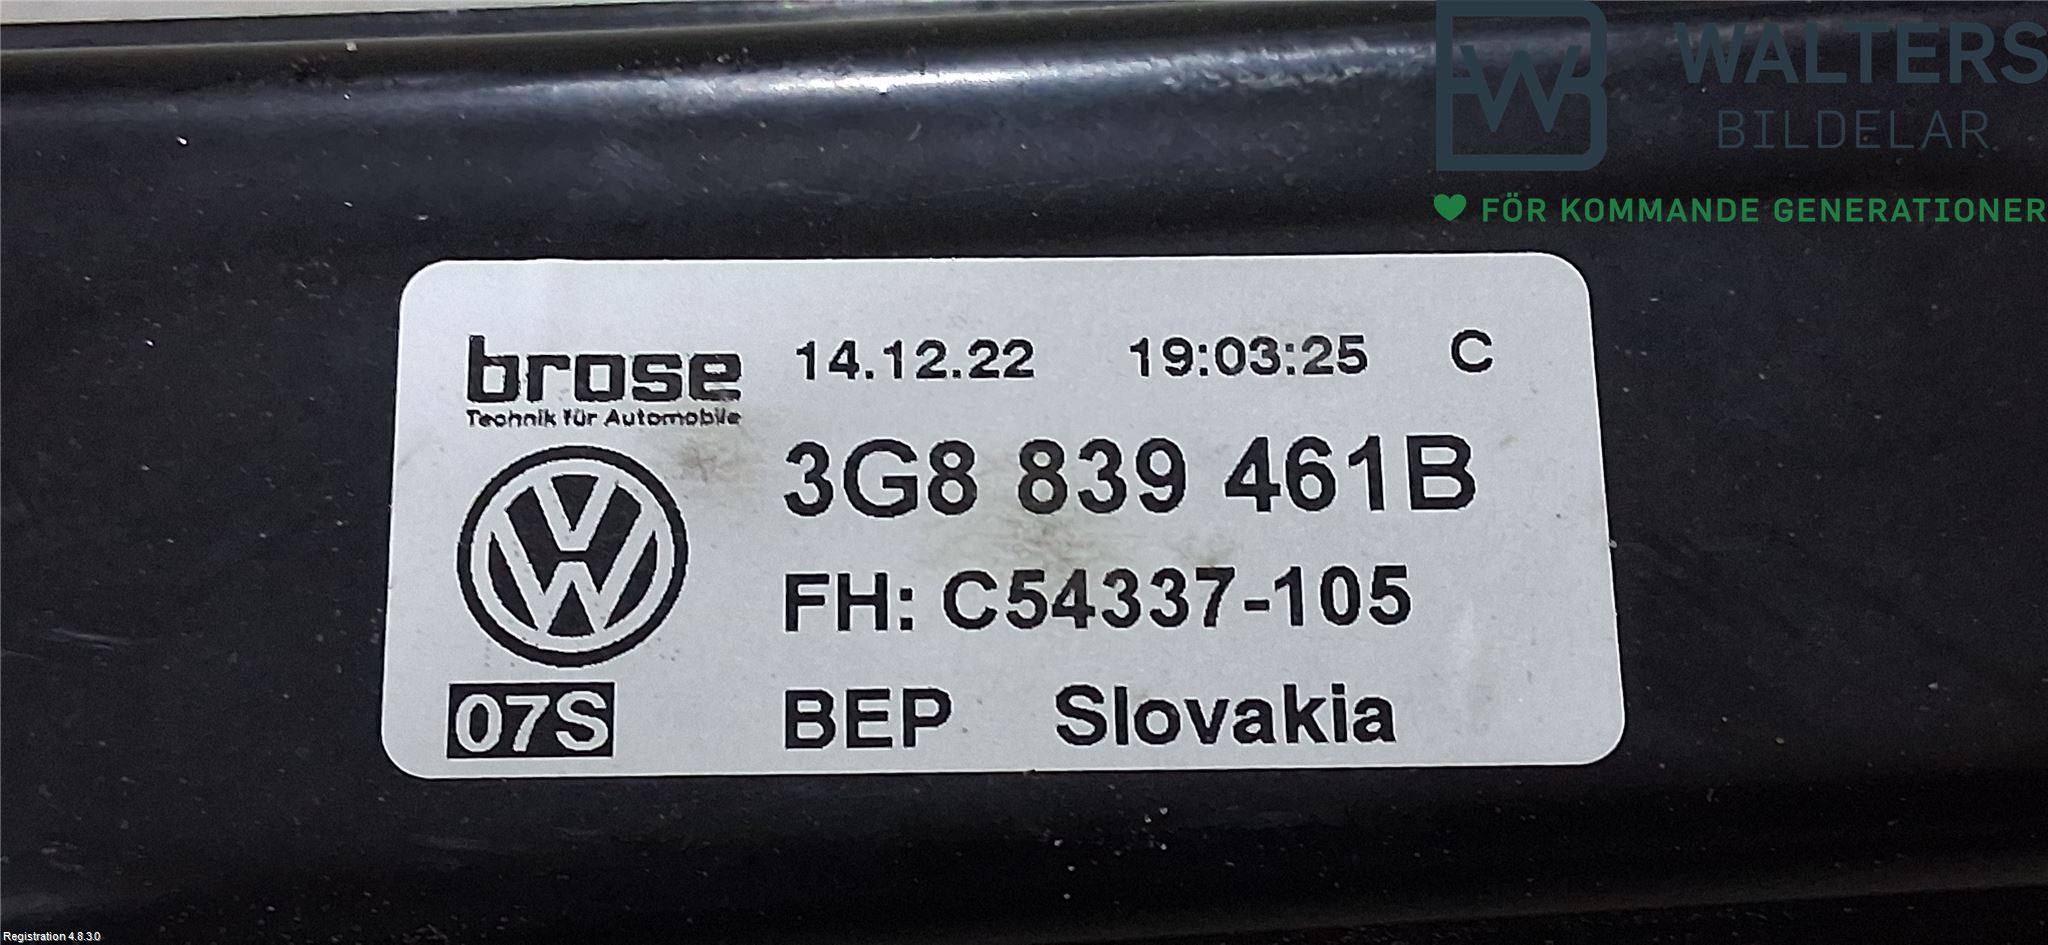 WALTERS
BILDELAR
FÖR KOMMANDE GENERATIONER
brose 14.12.22 19:03:25 C
Technik für Automobile
3G8 839 461B
FH: C54337-105
07S BEP Slovakia
Registration 4.8.3.0